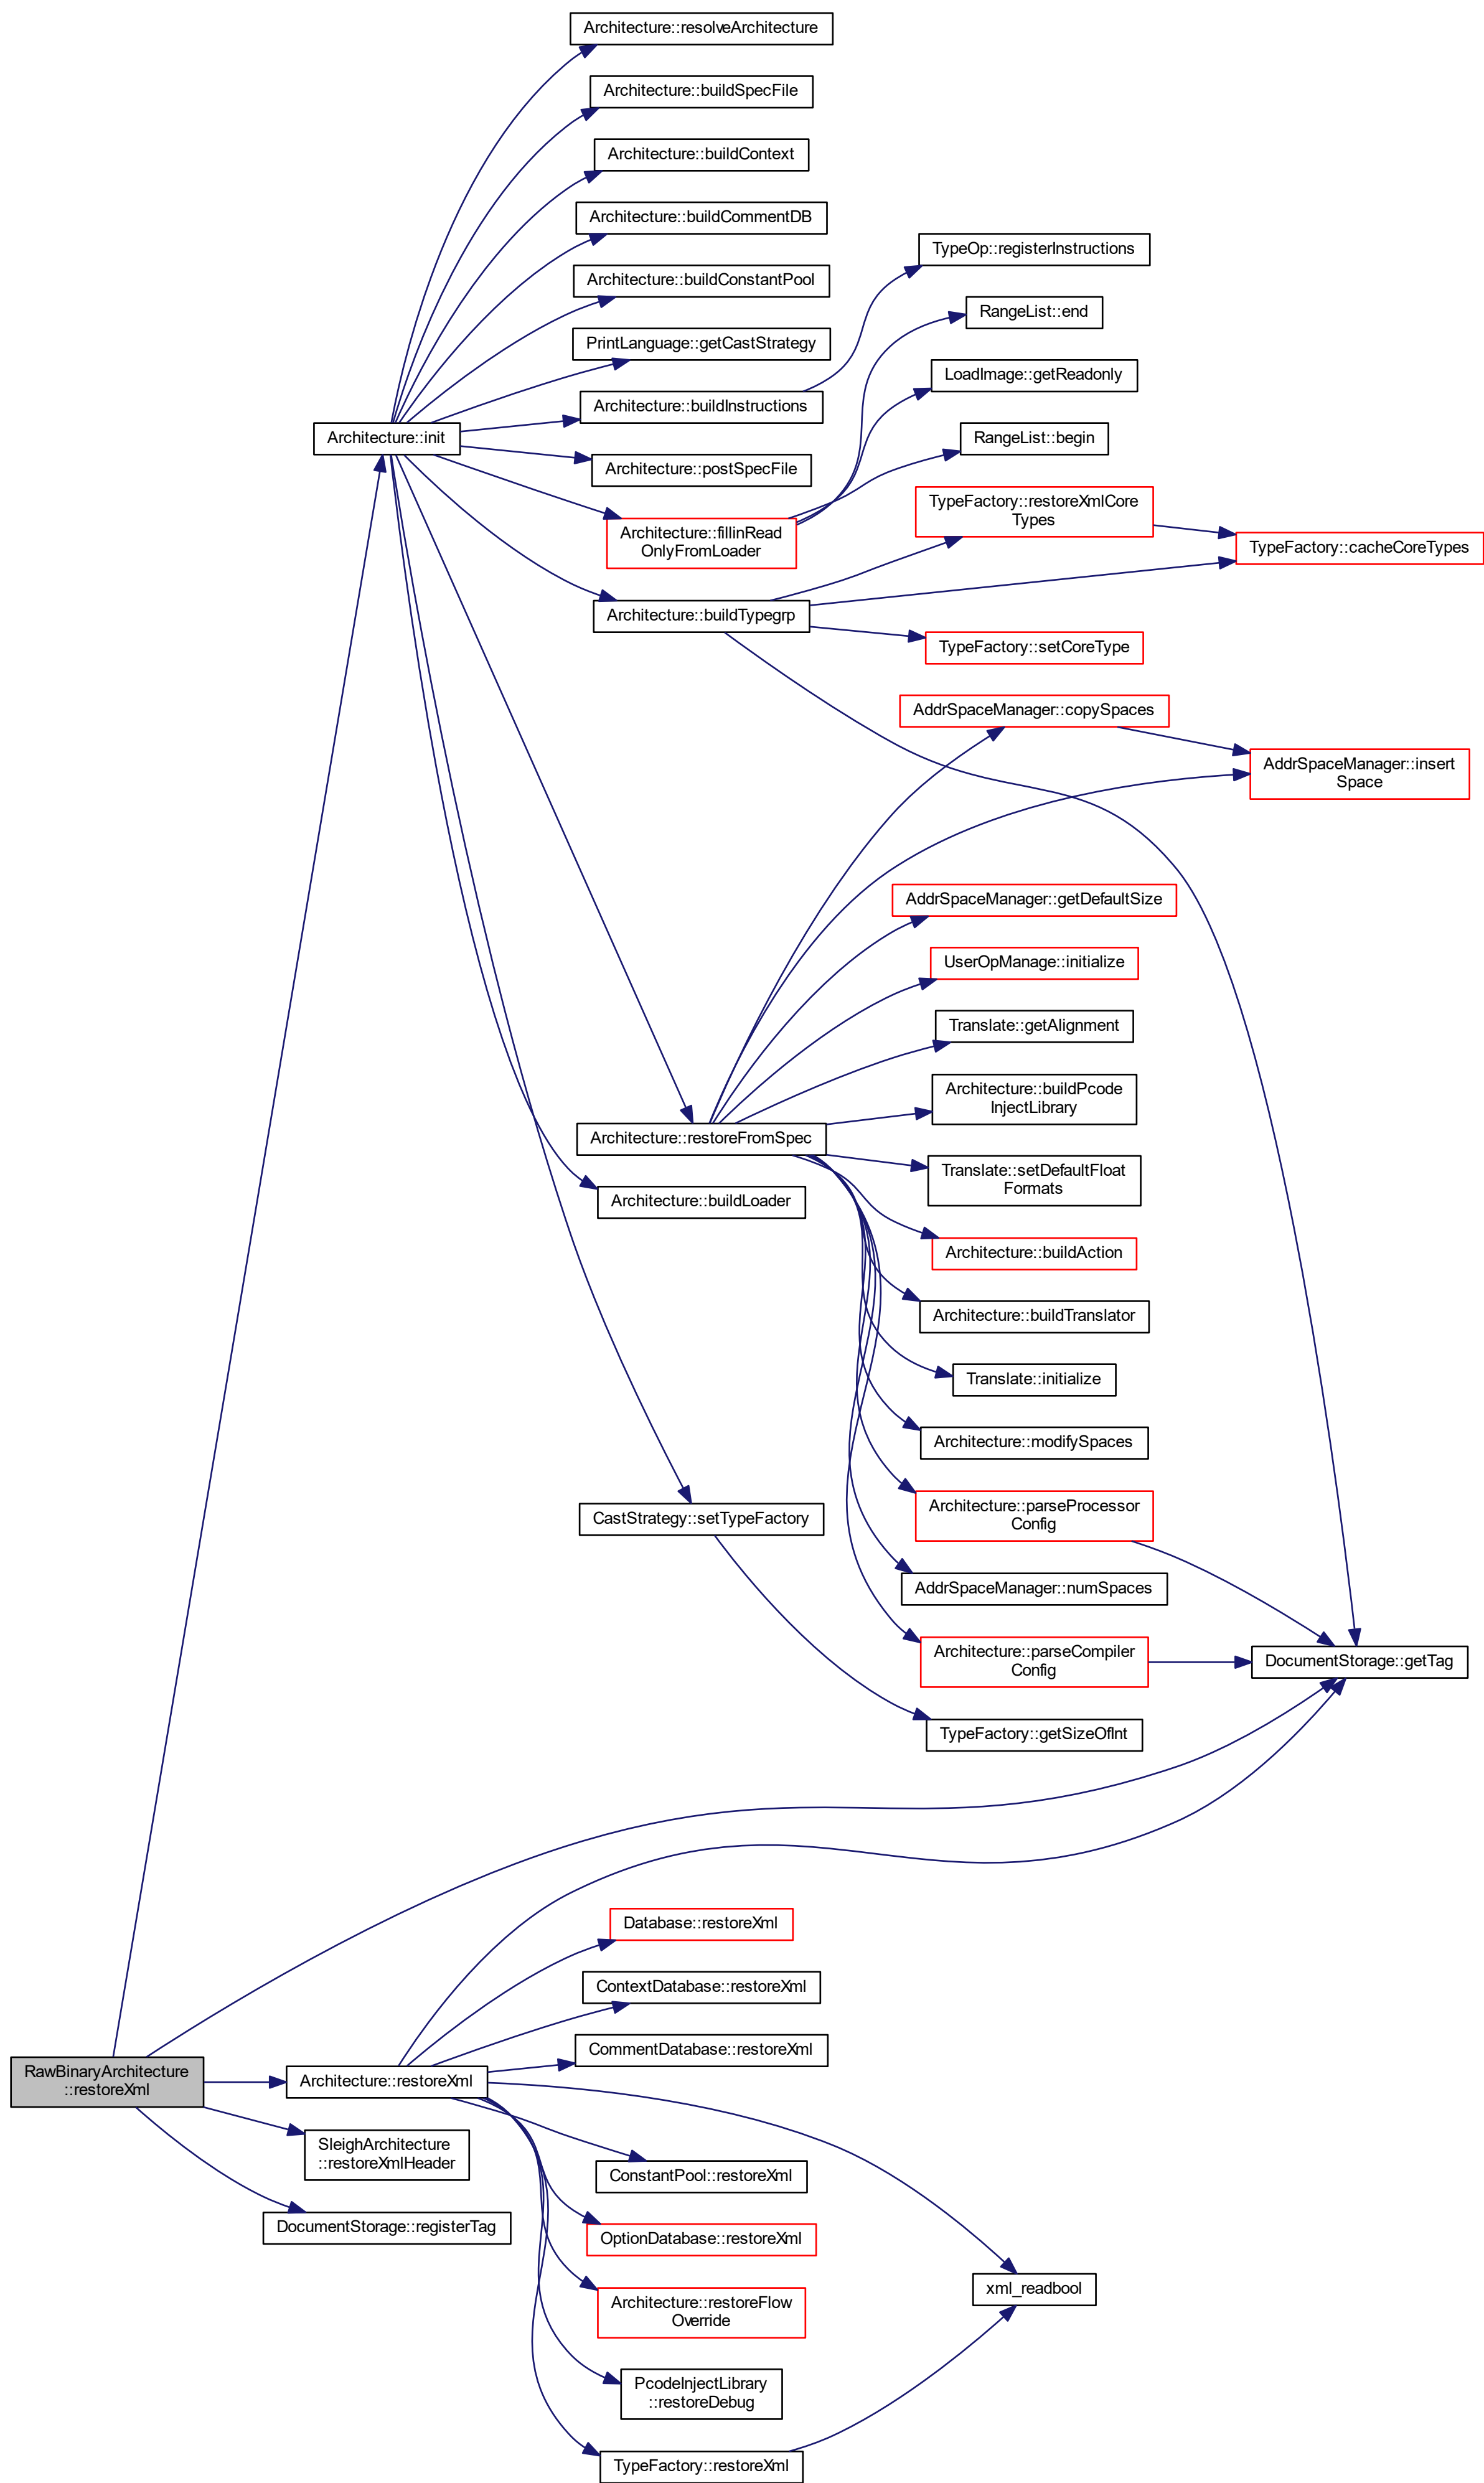 Architecture::resolveArchitecture
Architecture::buildSpecFile
Architecture::buildContext
Architecture::buildCommentDB
TypeOp::registerInstructions
Architecture::buildConstantPool
RangeList::end
PrintLanguage::getCastStrategy
LoadImage::getReadonly
Architecture::buildInstructions
Architecture::init
RangeList::begin
Architecture::postSpecFile
TypeFactory::restoreXmlCore
Types
Architecture::fillinRead
OnlyFromLoader
TypeFactory::cacheCoreTypes
Architecture::buildTypegrp
TypeFactory::setCoreType
AddrSpaceManager::copySpaces
AddrSpaceManager::insert
Space
AddrSpaceManager::getDefaultSize
UserOpManage::initialize
Translate::getAlignment
Architecture::buildPcode
InjectLibrary
Architecture::restoreFromSpec
Translate::setDefaultFloat
Formats
Architecture::buildLoader
Architecture::buildAction
Architecture::buildTranslator
Translate::initialize
Architecture::modifySpaces
CastStrategy::setTypeFactory
Architecture::parseProcessor
Config
AddrSpaceManager::numSpaces
Architecture::parseCompiler
Config
DocumentStorage::getTag
TypeFactory::getSizeOfInt
Database::restoreXml
ContextDatabase::restoreXml
CommentDatabase::restoreXml
RawBinaryArchitecture
::restoreXml
Architecture::restoreXml
SleighArchitecture
::restoreXmlHeader
ConstantPool::restoreXml
DocumentStorage::registerTag
OptionDatabase::restoreXml
xml_readbool
Architecture::restoreFlow
Override
PcodeInjectLibrary
::restoreDebug
TypeFactory::restoreXml